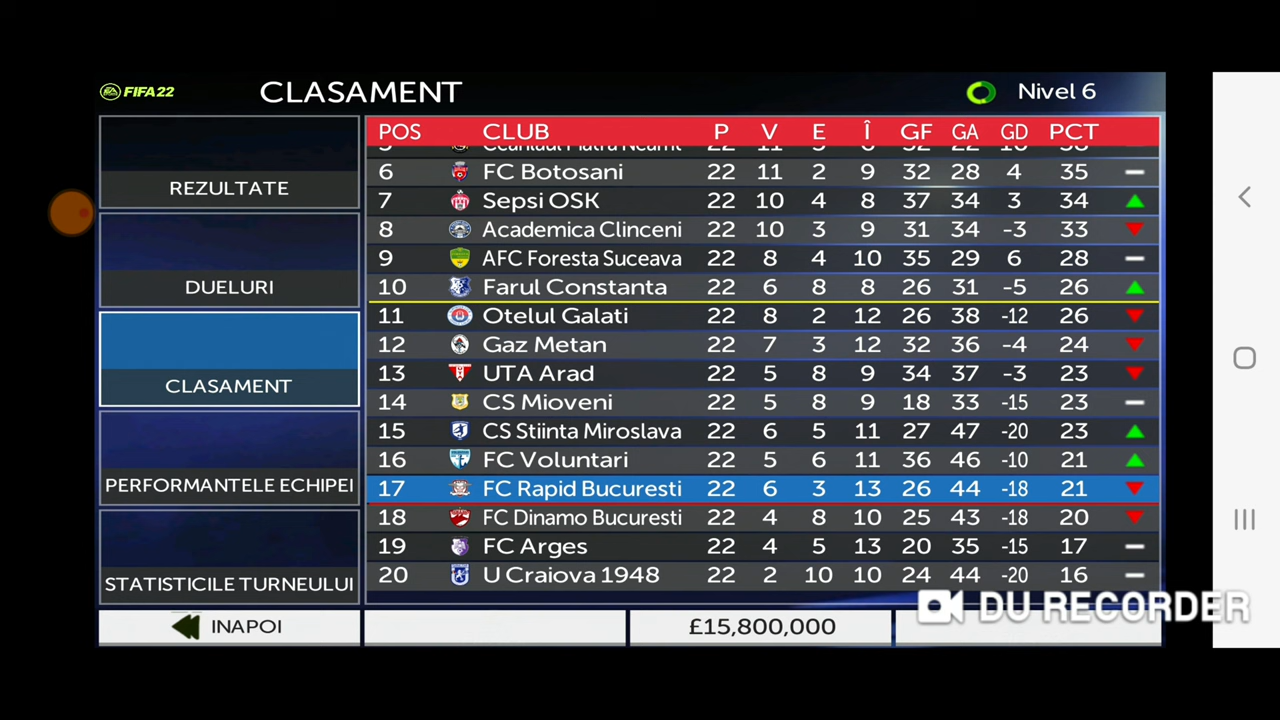 FIFA 22 CLASAMENT Nivel 6
POS CLUB P V E Î GF GA GD PCT
6 FC Botosani 22 11 2 9 32 28 4 35
7 Sepsi OSK 22 10 4 8 37 34 3 34
8 Academica Clinceni 22 10 3 9 31 34 -3 33
9 AFC Foresta Suceava 22 8 4 10 35 29 6 28
10 Farul Constanta 22 6 8 8 26 31 -5 26
11 Otelul Galati 22 8 2 12 26 38 -12 26
12 Gaz Metan 22 7 3 12 32 36 -4 24
13 UTA Arad 22 5 8 9 34 37 -3 23
14 CS Mioveni 22 5 8 9 18 33 -15 23
15 CS Stiinta Miroslava 22 6 5 11 27 47 -20 23
16 FC Voluntari 22 5 6 11 36 46 -10 21
17 FC Rapid Bucuresti 22 6 3 13 26 44 -18 21
18 FC Dinamo Bucuresti 22 4 8 10 25 43 -18 20
19 FC Arges 22 4 5 13 20 35 -15 17
20 U Craiova 1948 22 2 10 10 24 44 -20 16
REZULTATE
DUELURI
CLASAMENT
PERFORMANTELE ECHIPEI
STATISTICILE TURNEULUI
INAPOI
£15,800,000
DU RECORDER